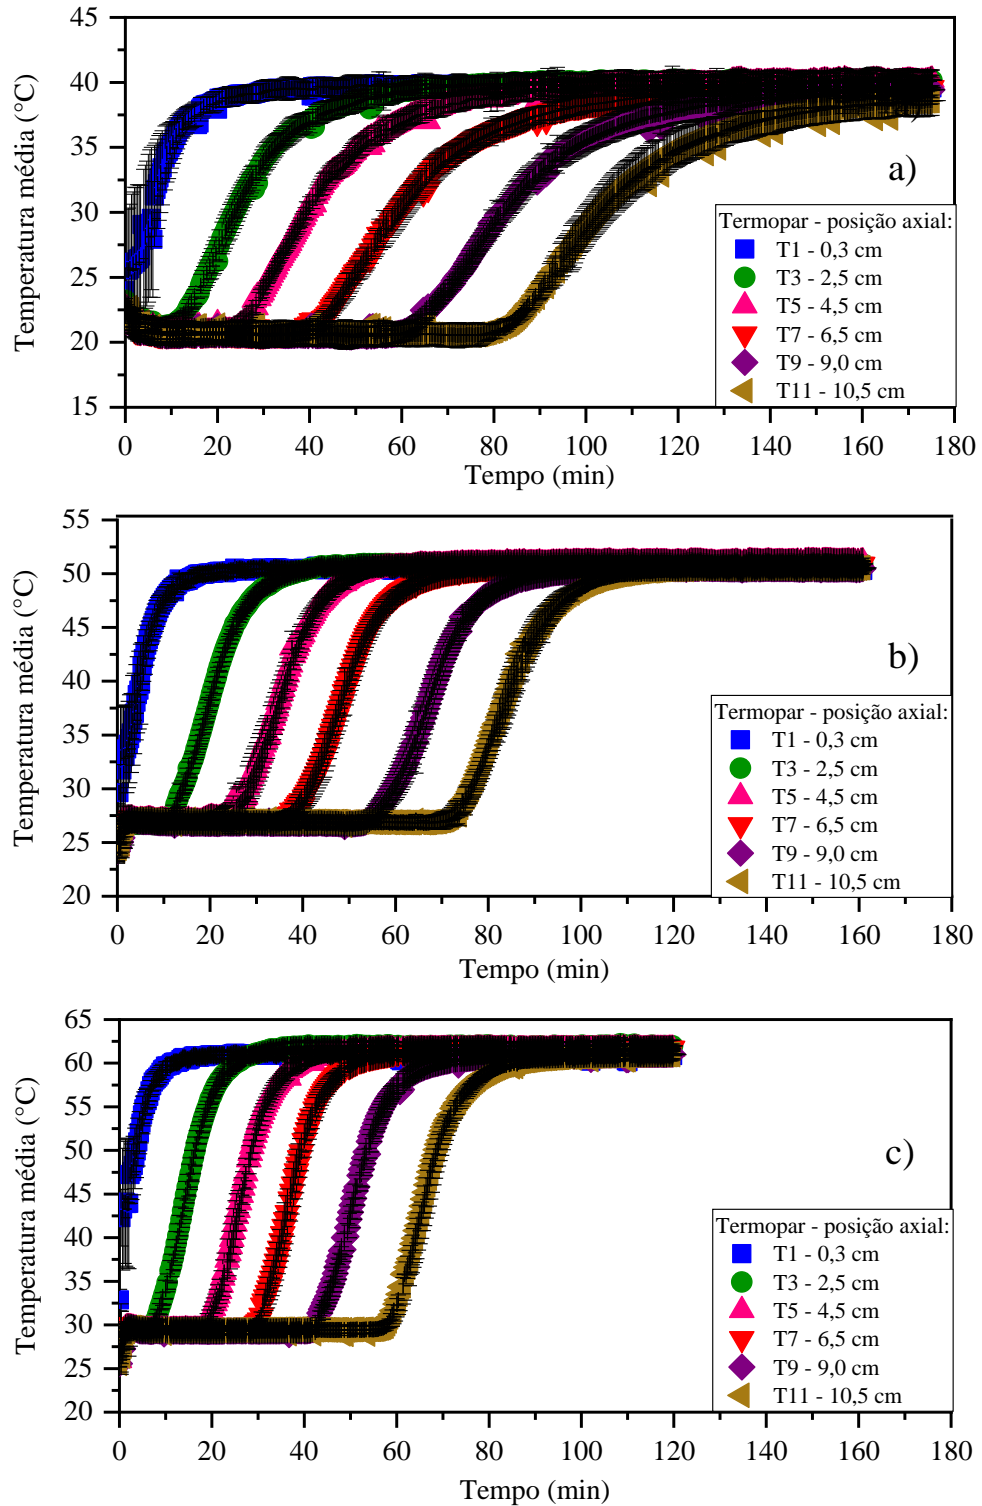 45
40
35
30
25
20
15
Temperatura média (°C)
a)
Termopar - posição axial:
T1 - 0,3 cm
T3 - 2,5 cm
T5 - 4,5 cm
T7 - 6,5 cm
T9 - 9,0 cm
T11 - 10,5 cm
0 20 40 60 80 100 120 140 160 180
Tempo (min)
55
50
45
40
35
30
25
20
Temperatura média (°C)
b)
Termopar - posição axial:
T1 - 0,3 cm
T3 - 2,5 cm
T5 - 4,5 cm
T7 - 6,5 cm
T9 - 9,0 cm
T11 - 10,5 cm
0 20 40 60 80 100 120 140 160 180
Tempo (min)
65
60
55
50
45
40
35
30
25
20
Temperatura média (°C)
c)
Termopar - posição axial:
T1 - 0,3 cm
T3 - 2,5 cm
T5 - 4,5 cm
T7 - 6,5 cm
T9 - 9,0 cm
T11 - 10,5 cm
0 20 40 60 80 100 120 140 160 180
Tempo (min)